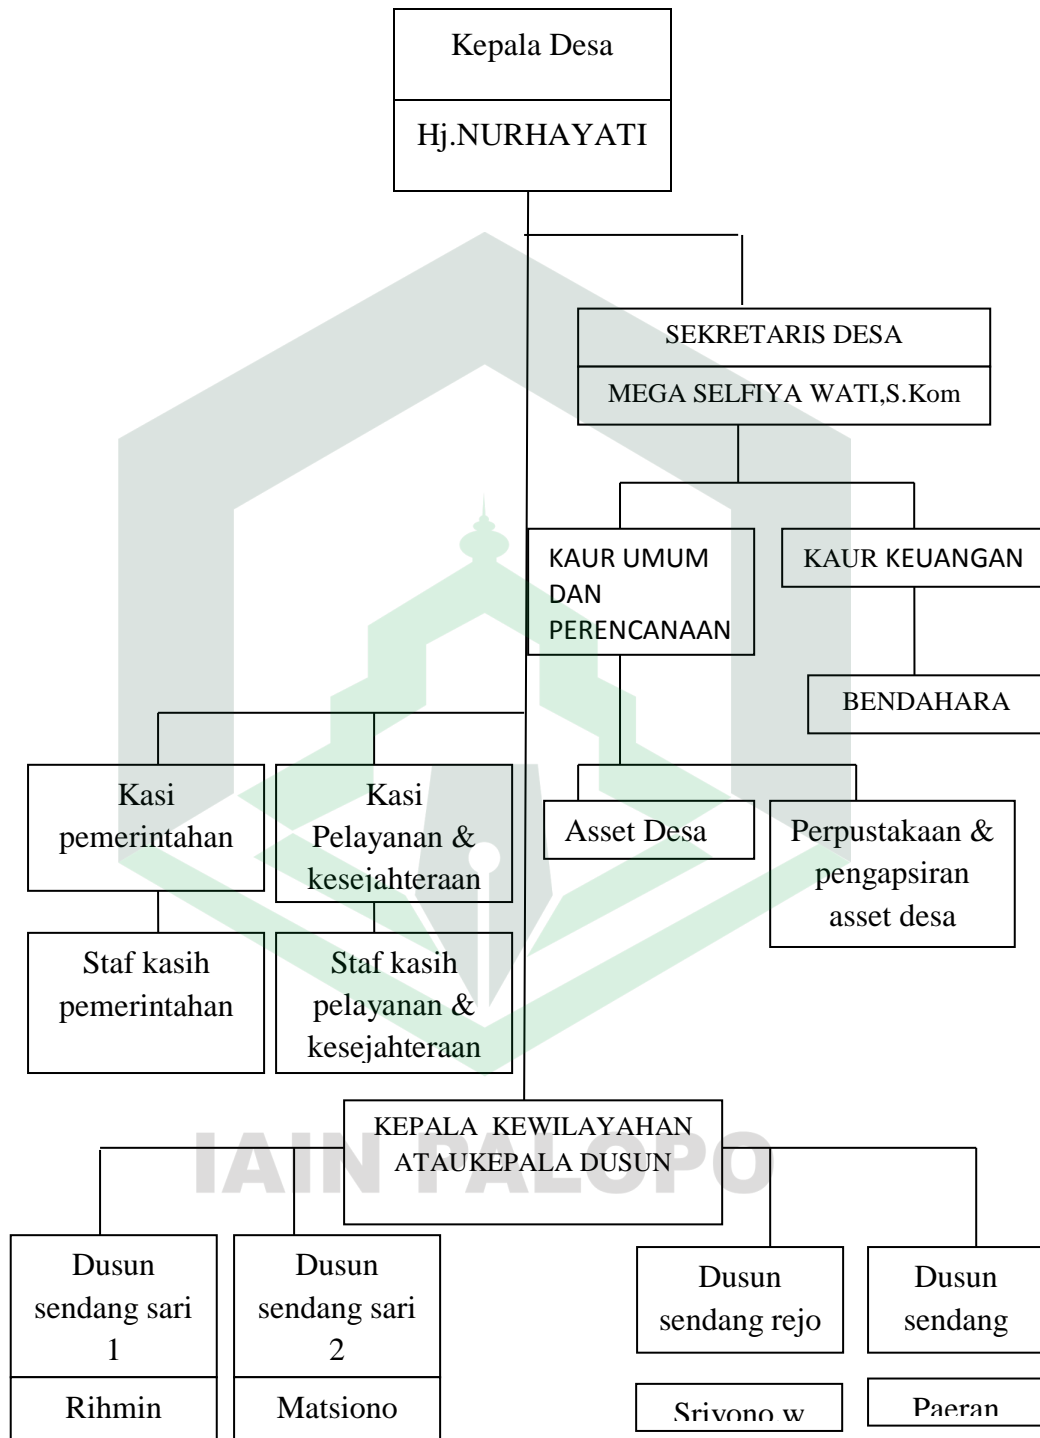 Kepala Desa
Hj.NURHAYATI
SEKRETARIS DESA
MEGA SELFIYA WATI,S.Kom
KAUR UMUM
DAN
PERENCANAAN
KAUR KEUANGAN
BENDAHARA
Kasi
pemerintahan
Kasi
Pelayanan &
kesejahteraan
Asset Desa
Perpustakaan &
pengapsiran
asset desa
Staf kasih
pemerintahan
Staf kasih
pelayanan &
kesejahteraan
KEPALA KEWILAYAHAN
ATAUKEPALA DUSUN
IAIN PALOPO
Dusun
sendang sari
1
Rihmin
Dusun
sendang sari
2
Matsiono
Dusun
sendang rejo
Sriyono w
Dusun
sendang
Paeran